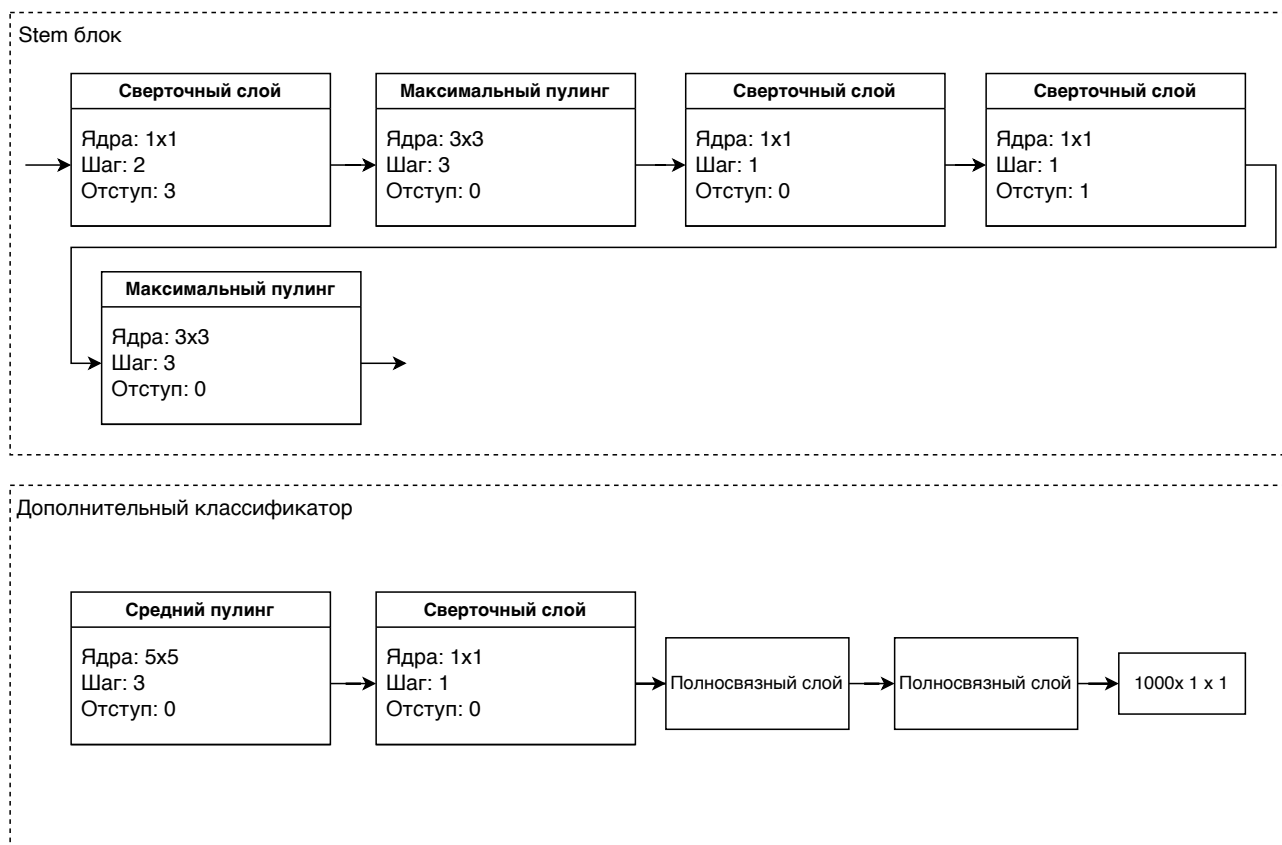 Stem блок
Сверточный слой
Ядра: 1x1
Шаг: 2
Отступ: 3
Максимальный пулинг
Ядра: 3x3
Шаг: 3
Отступ: 0
Сверточный слой
Ядра: 1x1
Шаг: 1
Отступ: 0
Сверточный слой
Ядра: 1x1
Шаг: 1
Отступ: 1
Максимальный пулинг
Ядра: 3x3
Шаг: 3
Отступ: 0
Дополнительный классификатор
Средний пулинг
Ядра: 5x5
Шаг: 3
Отступ: 0
Сверточный слой
Ядра: 1x1
Шаг: 1
Отступ: 0
Полносвязный слой
Полносвязный слой
1000x 1 x 1